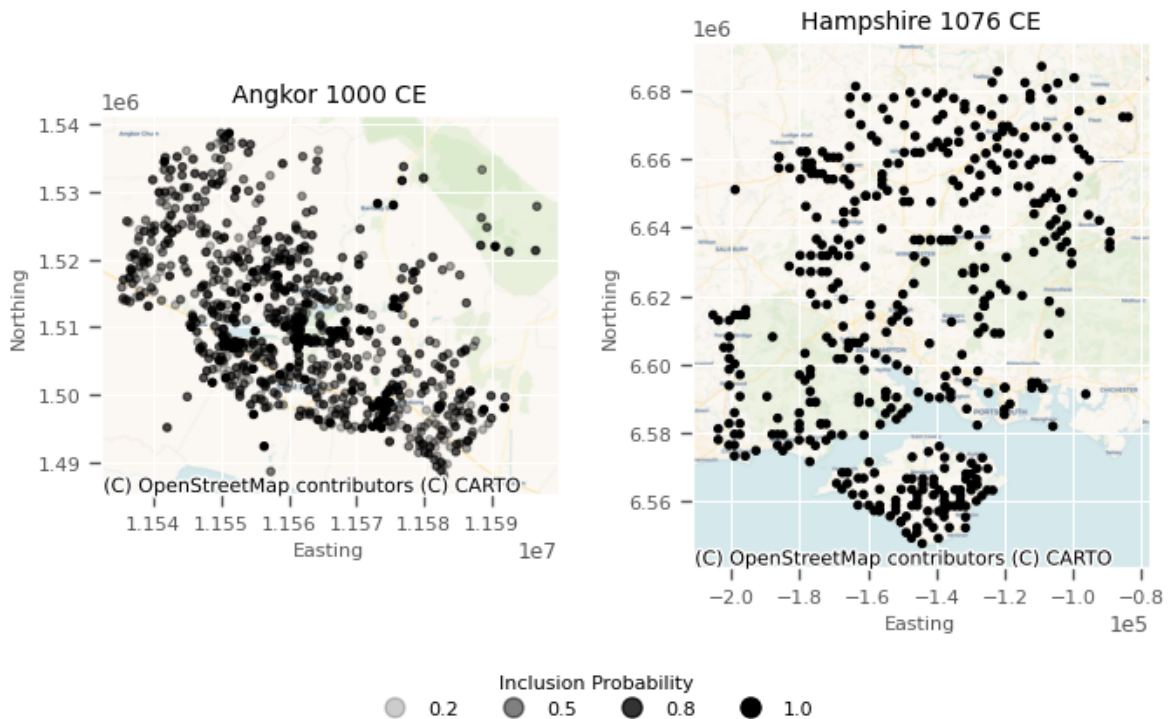 Angkor 1000 CE
1e6
1.54
1.53
1.52
1.51
1.50
1.49
Northing
(C) OpenStreetMap contributors (C) CARTO
1.154 1.155 1.156 1.157 1.158 1.159
Easting
1e7
Hampshire 1076 CE
1e6
6.68
6.66
6.64
6.62
6.60
6.58
6.56
Northing
SALISBURY
PORTSMOUTH
CHICHESTER
(C) OpenStreetMap contributors (C) CARTO
−2.0 −1.8 −1.6 −1.4 −1.2 −1.0 −0.8
Easting
1e5
Inclusion Probability
0.2 0.5 0.8 1.0